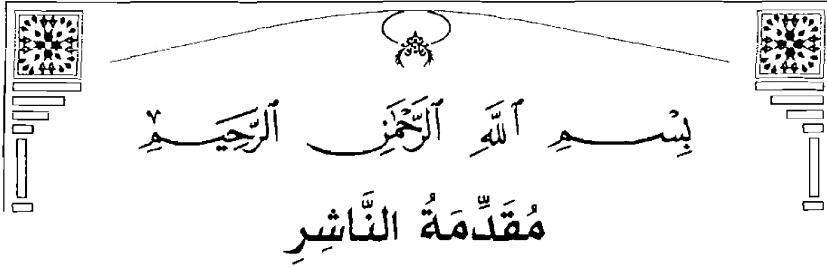 بِسْمِ ٱللَّهِ ٱلرَّحْمَٰنِ ٱلرَّحِيمِ
مُقَدِّمَةُ النَّاشِرِ